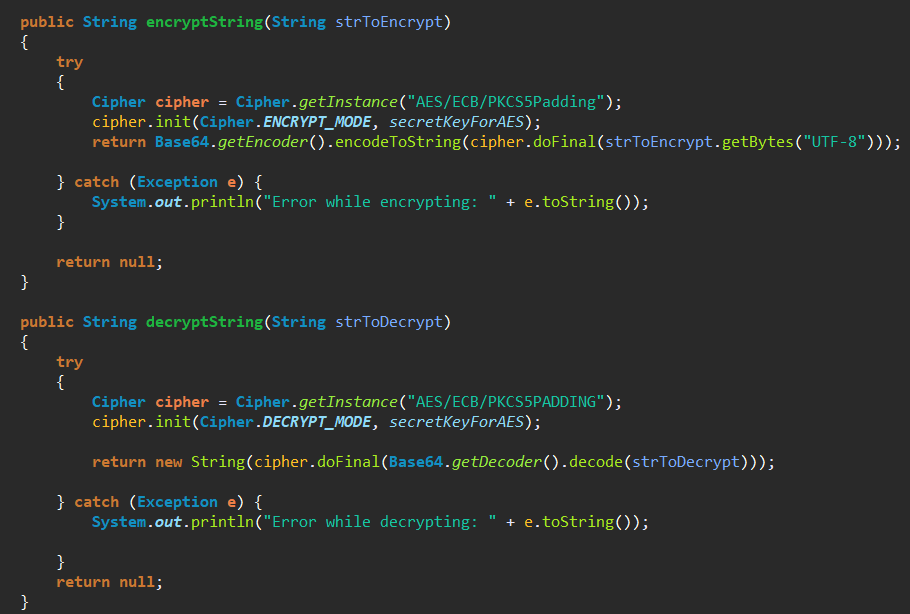 public String encryptString(String strToEncrypt)
{
    try
    {
        Cipher cipher = Cipher.getInstance("AES/ECB/PKCS5Padding");
        cipher.init(Cipher.ENCRYPT_MODE, secretKeyForAES);
        return Base64.getEncoder().encodeToString(cipher.doFinal(strToEncrypt.getBytes("UTF-8")));

    } catch (Exception e) {
        System.out.println("Error while encrypting: " + e.toString());
    }

    return null;
}

public String decryptString(String strToDecrypt)
{
    try
    {
        Cipher cipher = Cipher.getInstance("AES/ECB/PKCS5PADDING");
        cipher.init(Cipher.DECRYPT_MODE, secretKeyForAES);

        return new String(cipher.doFinal(Base64.getDecoder().decode(strToDecrypt)));

    } catch (Exception e) {
        System.out.println("Error while decrypting: " + e.toString());

    }
    return null;
}